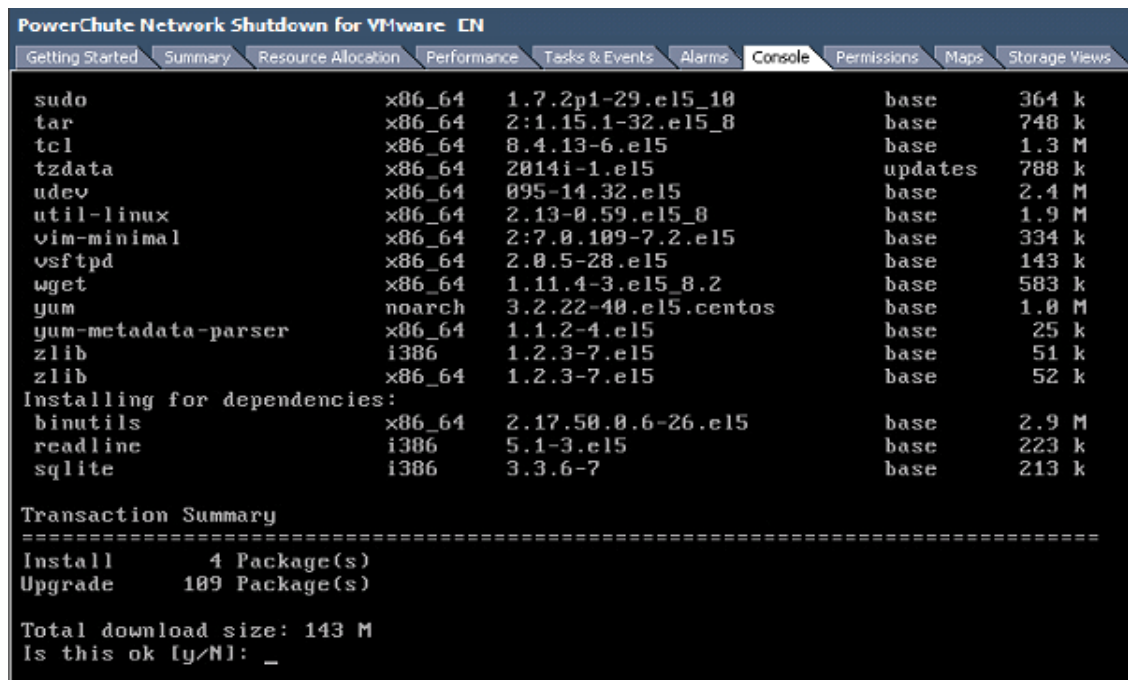 PowerChute Network Shutdown for VMware EN
Getting Started Summary Resource Allocation Performance Tasks & Events Alarms Console Permissions Maps Storage Views
sudo x86_64 1.7.2p1-29.el5_10 base 364 k
tar x86_64 2:1.15.1-32.el5_8 base 748 k
tcl x86_64 8.4.13-6.el5 base 1.3 M
tzdata x86_64 2014i-1.el5 updates 788 k
udev x86_64 095-14.32.el5 base 2.4 M
util-linux x86_64 2.13-0.59.el5_8 base 1.9 M
vim-minimal x86_64 2:7.0.109-7.2.el5 base 334 k
vsftpd x86_64 2.0.5-28.el5 base 143 k
wget x86_64 1.11.4-3.el5_8.2 base 583 k
yum noarch 3.2.22-40.el5.centos base 1.0 M
yum-metadata-parser x86_64 1.1.2-4.el5 base 25 k
zlib i386 1.2.3-7.el5 base 51 k
zlib x86_64 1.2.3-7.el5 base 52 k
Installing for dependencies:
binutils x86_64 2.17.50.0.6-26.el5 base 2.9 M
readline i386 5.1-3.el5 base 223 k
sqlite i386 3.3.6-7 base 213 k
Transaction Summary
================================================================================
Install 4 Package(s)
Upgrade 109 Package(s)
Total download size: 143 M
Is this ok [y/N]: _